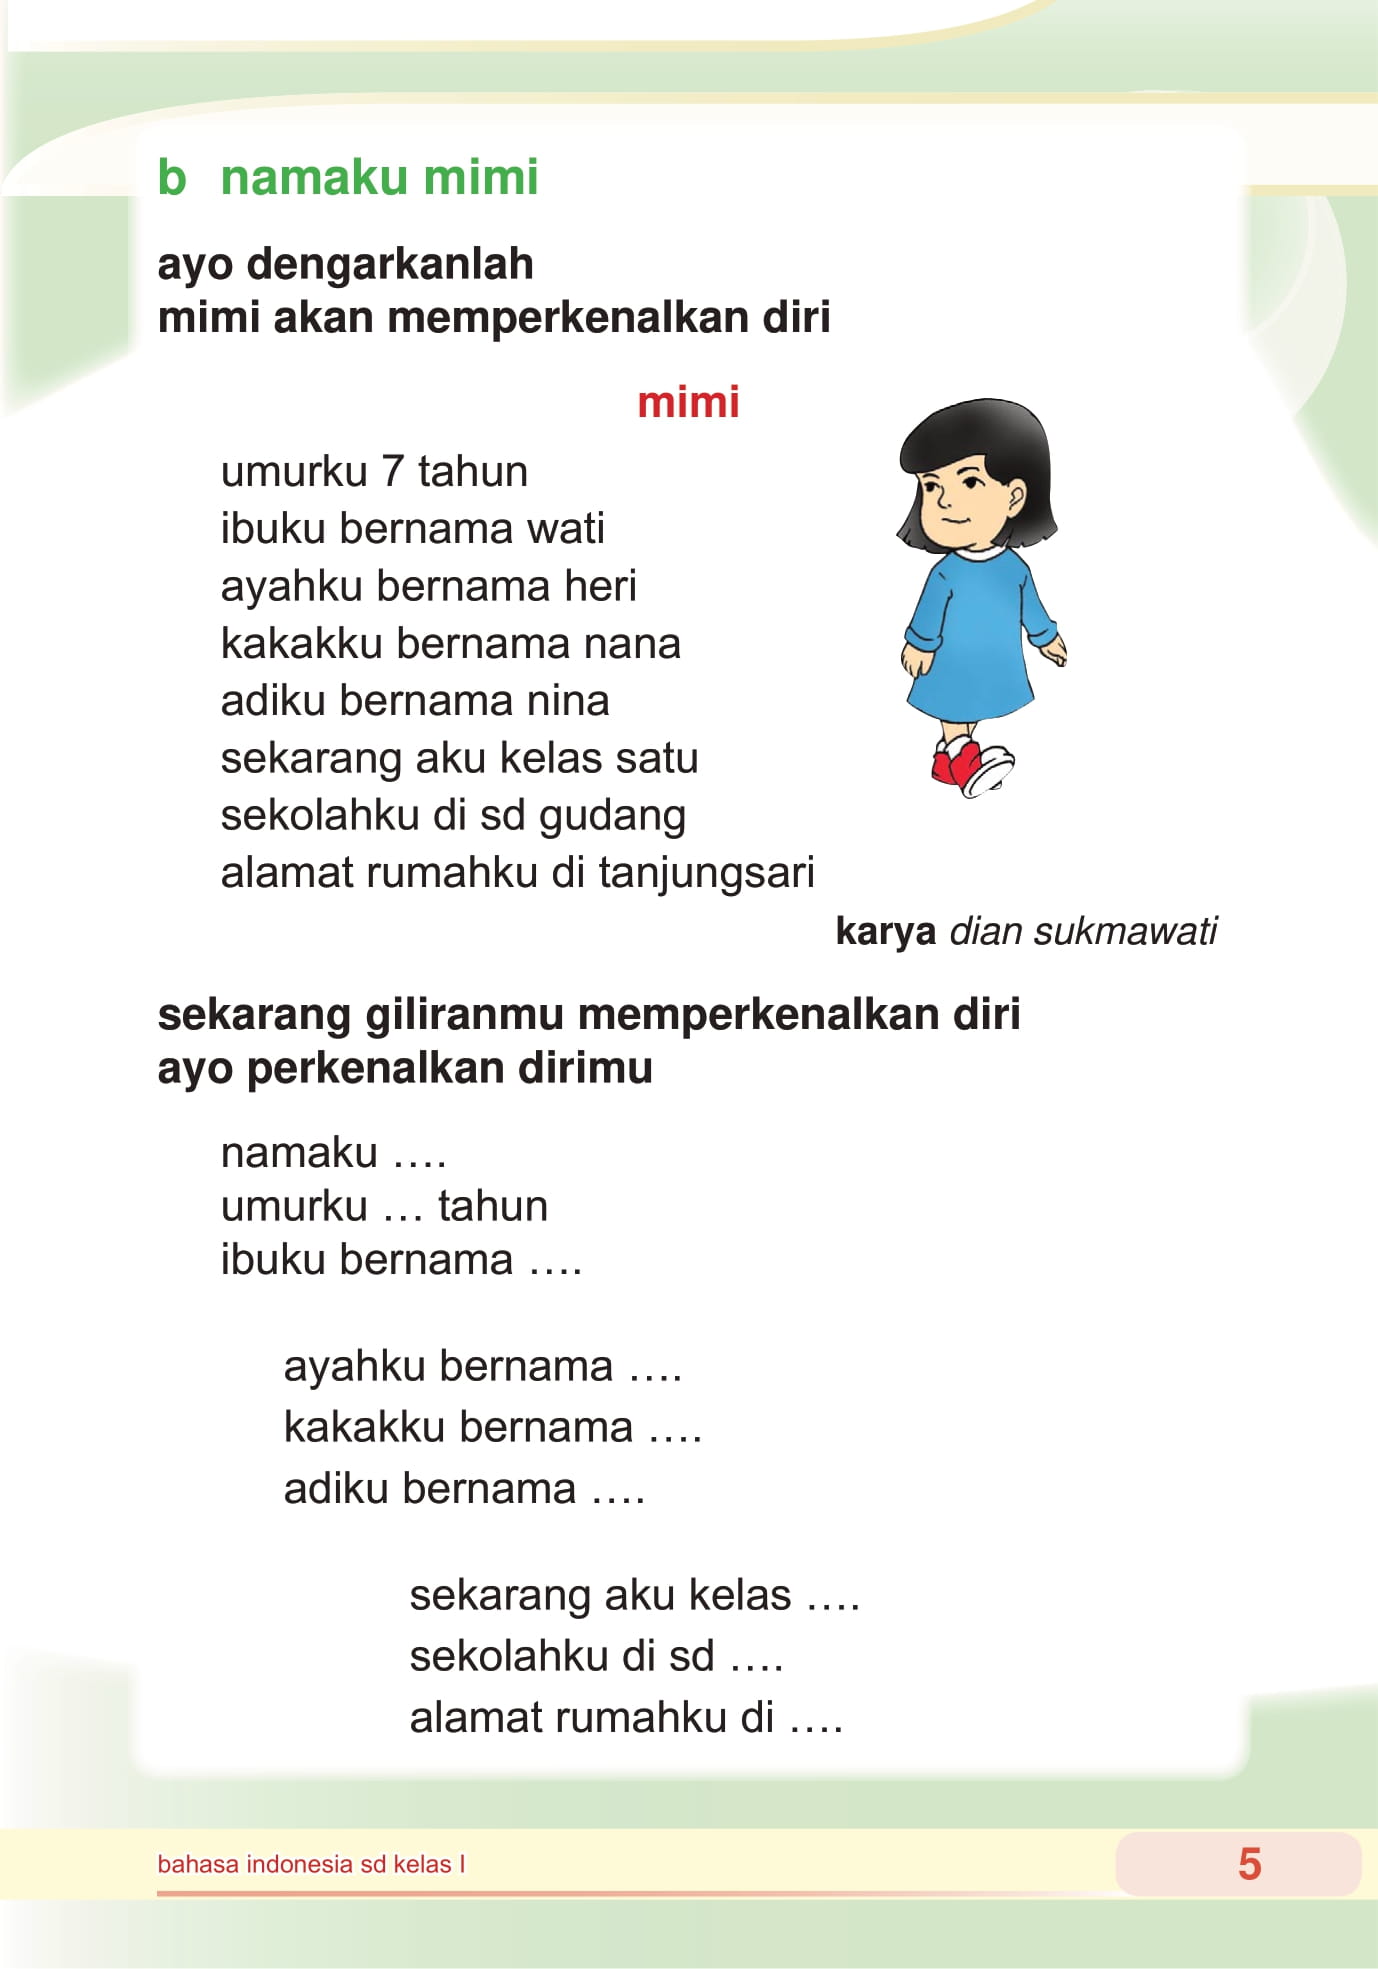 b namaku mimi
ayo dengarkanlah
mimi akan memperkenalkan diri
mimi
umurku 7 tahun
ibuku bernama wati
ayahku bernama heri
kakakku bernama nana
adiku bernama nina
sekarang aku kelas satu
sekolahku di sd gudang
alamat rumahku di tanjungsari
karya dian sukmawati
sekarang giliranmu memperkenalkan diri
ayo perkenalkan dirimu
namaku ....
umurku ... tahun
ibuku bernama ....
ayahku bernama ....
kakakku bernama ....
adiku bernama ....
sekarang aku kelas ....
sekolahku di sd ....
alamat rumahku di ....
bahasa indonesia sd kelas I
5